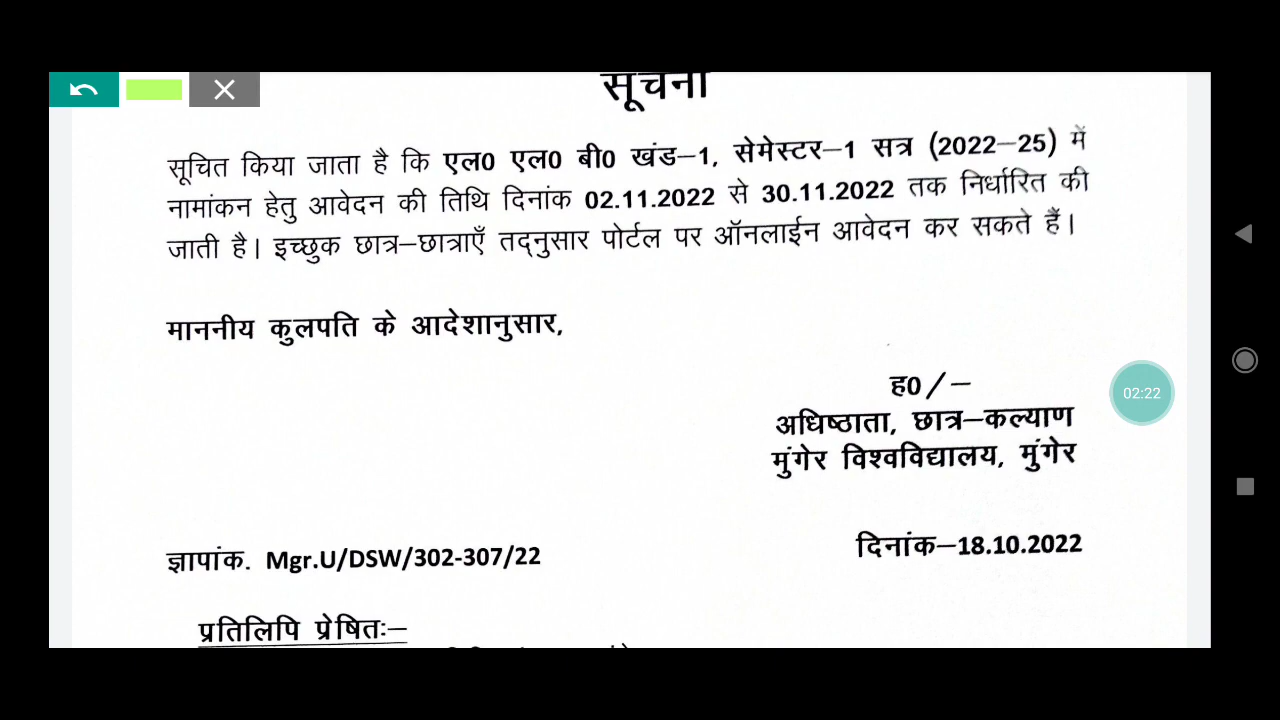 सूचना
सूचित किया जाता है कि एल0 एल0 बी0 खंड–1, सेमेस्टर–1 सत्र (2022–25) में
नामांकन हेतु आवेदन की तिथि दिनांक 02.11.2022 से 30.11.2022 तक निर्धारित की
जाती है। इच्छुक छात्र–छात्राएँ तद्नुसार पोर्टल पर ऑनलाईन आवेदन कर सकते हैं।
माननीय कुलपति के आदेशानुसार,
ह0/–
02:22
अधिष्ठाता, छात्र–कल्याण
मुंगेर विश्वविद्यालय, मुंगेर
ज्ञापांक. Mgr.U/DSW/302-307/22
दिनांक–18.10.2022
प्रतिलिपि प्रेषितः–